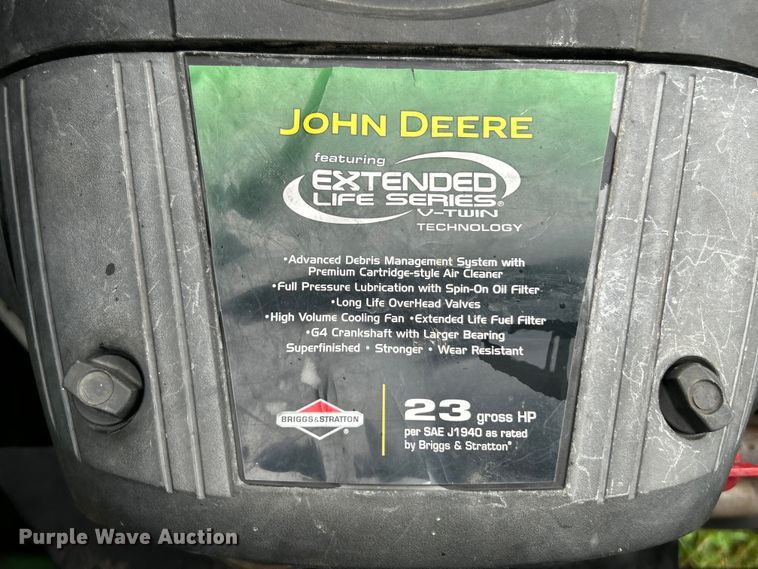 JOHN DEERE
featuring
EXTENDED
LIFE SERIES®
V-TWIN
TECHNOLOGY
•Advanced Debris Management System with
Premium Cartridge-style Air Cleaner
•Full Pressure Lubrication with Spin-On Oil Filter
•Long Life OverHead Valves
•High Volume Cooling Fan •Extended Life Fuel Filter
•G4 Crankshaft with Larger Bearing
Superfinished • Stronger • Wear Resistant
BRIGGS&STRATTON
®
23 gross HP
per SAE J1940 as rated
by Briggs & Stratton®
Purple Wave Auction